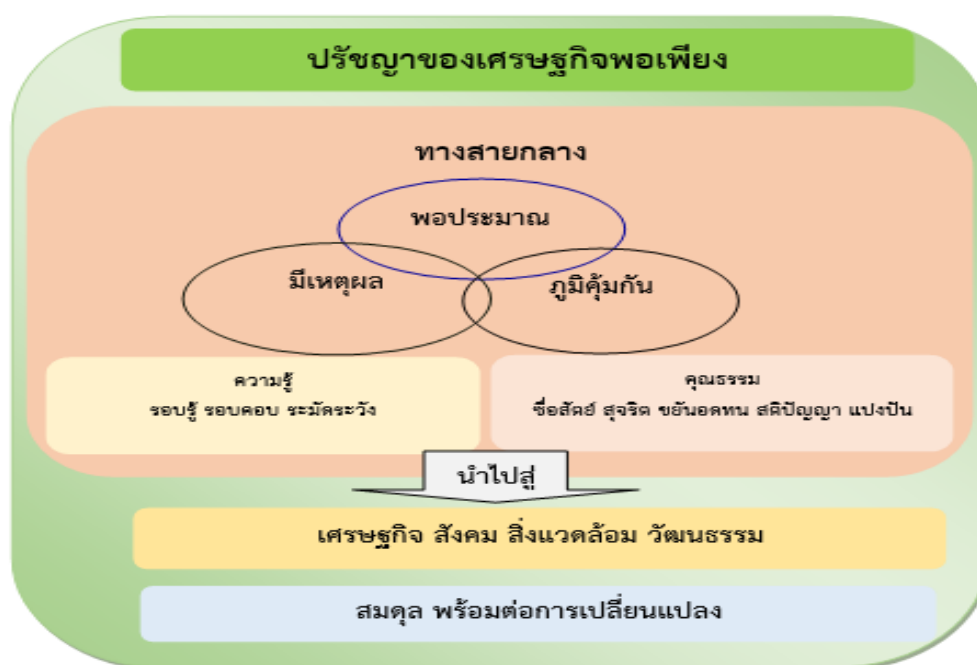 ปรัชญาของเศรษฐกิจพอเพียง
ทางสายกลาง
พอประมาณ
มีเหตุผล
ภูมิคุ้มกัน
ความรู้
รอบรู้ รอบคอบ ระมัดระวัง
คุณธรรม
ซื่อสัตย์ สุจริต ขยันอดทน สติปัญญา แบ่งปัน
นำไปสู่
เศรษฐกิจ สังคม สิ่งแวดล้อม วัฒนธรรม
สมดุล พร้อมต่อการเปลี่ยนแปลง